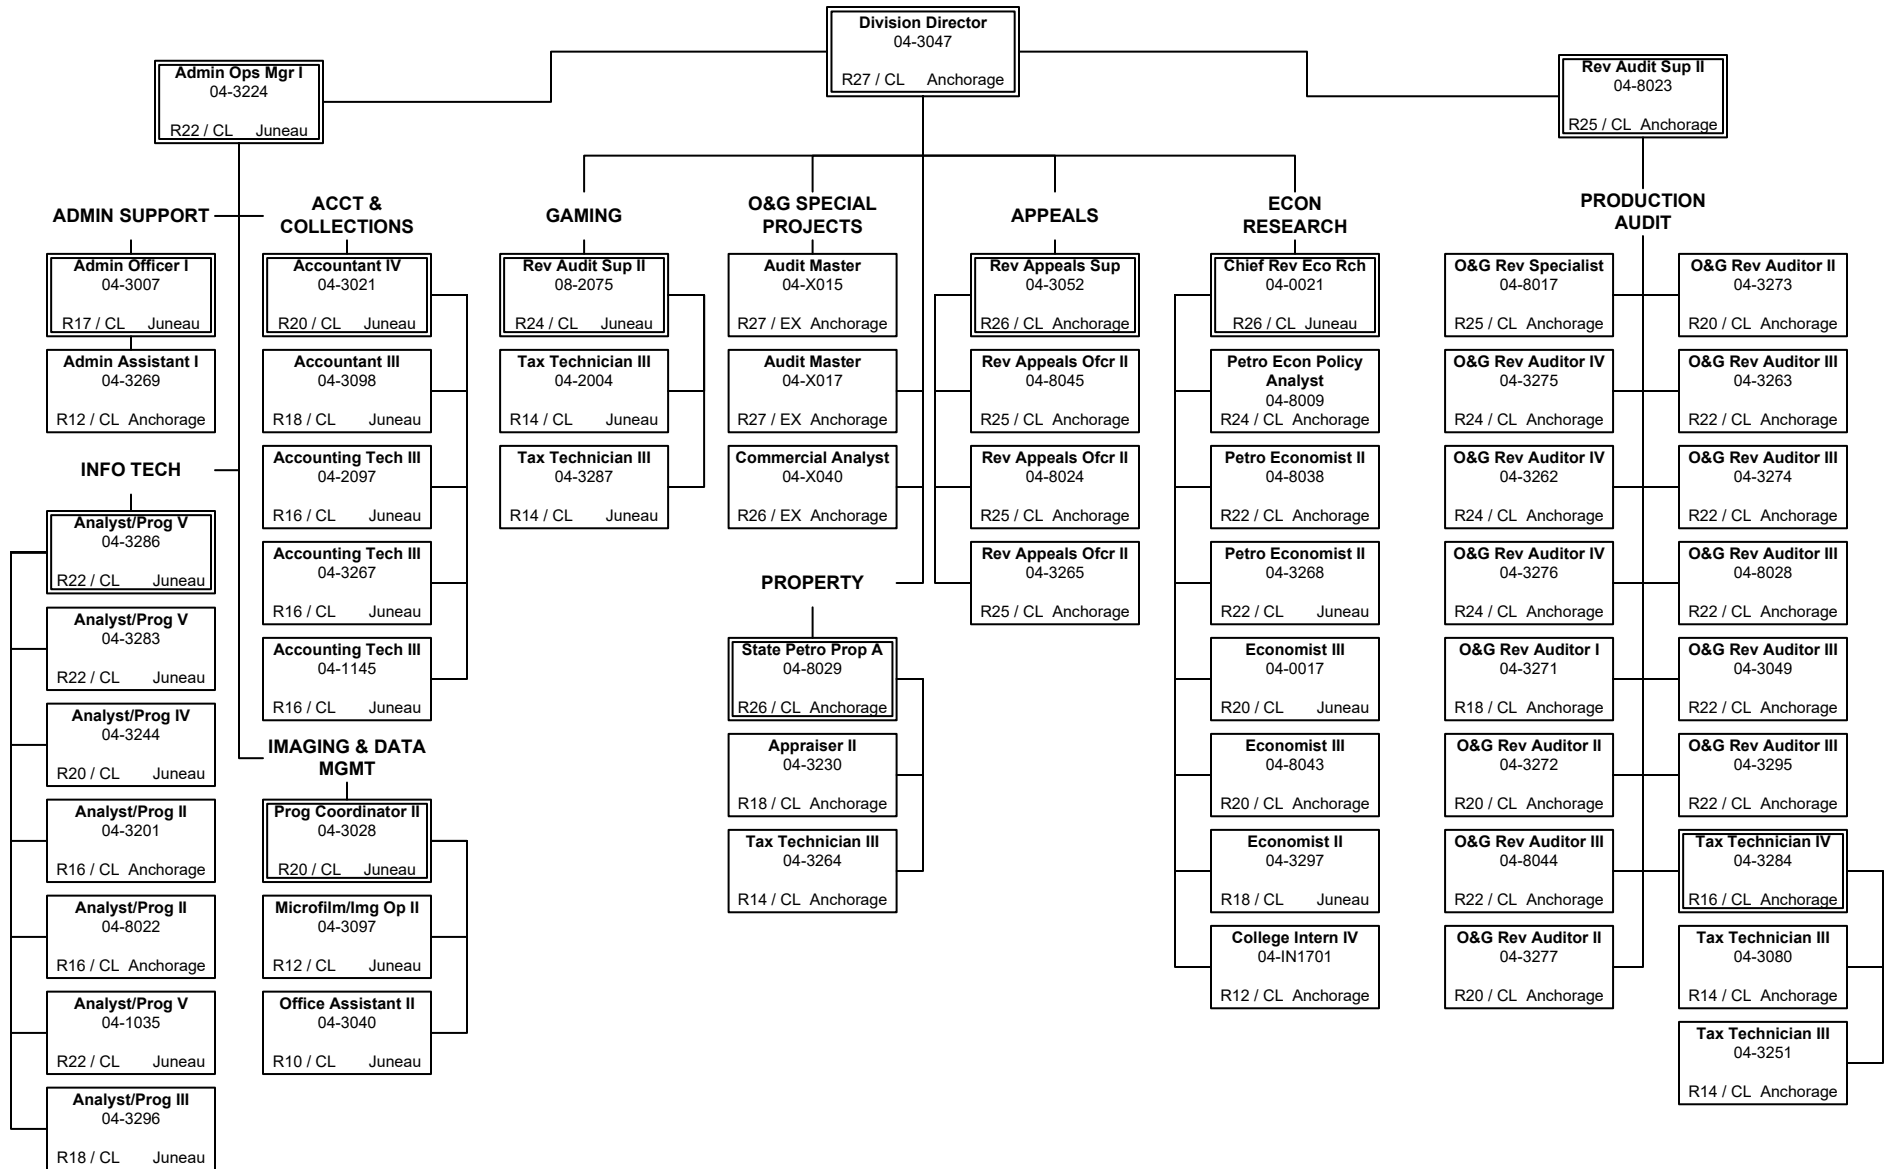 Division Director
04-3047
R27 / CL Anchorage
Admin Ops Mgr I
04-3224
R22 / CL Juneau
Rev Audit Sup II
04-8023
R25 / CL Anchorage
ADMIN SUPPORT
Admin Officer I
04-3007
R17 / CL Juneau
Admin Assistant I
04-3269
R12 / CL Anchorage
INFO TECH
Analyst/Prog V
04-3286
R22 / CL Juneau
Analyst/Prog V
04-3283
R22 / CL Juneau
Analyst/Prog IV
04-3244
R20 / CL Juneau
Analyst/Prog II
04-3201
R16 / CL Anchorage
Analyst/Prog II
04-8022
R16 / CL Anchorage
Analyst/Prog V
04-1035
R22 / CL Juneau
Analyst/Prog III
04-3296
R18 / CL Juneau
ACCT &
COLLECTIONS
Accountant IV
04-3021
R20 / CL Juneau
Accountant III
04-3098
R18 / CL Juneau
Accounting Tech III
04-2097
R16 / CL Juneau
Accounting Tech III
04-3267
R16 / CL Juneau
Accounting Tech III
04-1145
R16 / CL Juneau
IMAGING & DATA
MGMT
Prog Coordinator II
04-3028
R20 / CL Juneau
Microfilm/Img Op II
04-3097
R12 / CL Juneau
Office Assistant II
04-3040
R10 / CL Juneau
GAMING
Rev Audit Sup II
08-2075
R24 / CL Juneau
Tax Technician III
04-2004
R14 / CL Juneau
Tax Technician III
04-3287
R14 / CL Juneau
O&G SPECIAL
PROJECTS
Audit Master
04-X015
R27 / EX Anchorage
Audit Master
04-X017
R27 / EX Anchorage
Commercial Analyst
04-X040
R26 / EX Anchorage
PROPERTY
State Petro Prop A
04-8029
R26 / CL Anchorage
Appraiser II
04-3230
R18 / CL Anchorage
Tax Technician III
04-3264
R14 / CL Anchorage
APPEALS
Rev Appeals Sup
04-3052
R26 / CL Anchorage
Rev Appeals Ofcr II
04-8045
R25 / CL Anchorage
Rev Appeals Ofcr II
04-8024
R25 / CL Anchorage
Rev Appeals Ofcr II
04-3265
R25 / CL Anchorage
ECON
RESEARCH
Chief Rev Eco Rch
04-0021
R26 / CL Juneau
Petro Econ Policy
Analyst
04-8009
R24 / CL Anchorage
Petro Economist II
04-8038
R22 / CL Anchorage
Petro Economist II
04-3268
R22 / CL Juneau
Economist III
04-0017
R20 / CL Juneau
Economist III
04-8043
R20 / CL Anchorage
Economist II
04-3297
R18 / CL Juneau
College Intern IV
04-IN1701
R12 / CL Anchorage
PRODUCTION
AUDIT
O&G Rev Specialist
04-8017
R25 / CL Anchorage
O&G Rev Auditor IV
04-3275
R24 / CL Anchorage
O&G Rev Auditor IV
04-3262
R24 / CL Anchorage
O&G Rev Auditor IV
04-3276
R24 / CL Anchorage
O&G Rev Auditor I
04-3271
R18 / CL Anchorage
O&G Rev Auditor II
04-3272
R20 / CL Anchorage
O&G Rev Auditor III
04-8044
R22 / CL Anchorage
O&G Rev Auditor II
04-3277
R20 / CL Anchorage
O&G Rev Auditor II
04-3273
R20 / CL Anchorage
O&G Rev Auditor III
04-3263
R22 / CL Anchorage
O&G Rev Auditor III
04-3274
R22 / CL Anchorage
O&G Rev Auditor III
04-8028
R22 / CL Anchorage
O&G Rev Auditor III
04-3049
R22 / CL Anchorage
O&G Rev Auditor III
04-3295
R22 / CL Anchorage
Tax Technician IV
04-3284
R16 / CL Anchorage
Tax Technician III
04-3080
R14 / CL Anchorage
Tax Technician III
04-3251
R14 / CL Anchorage